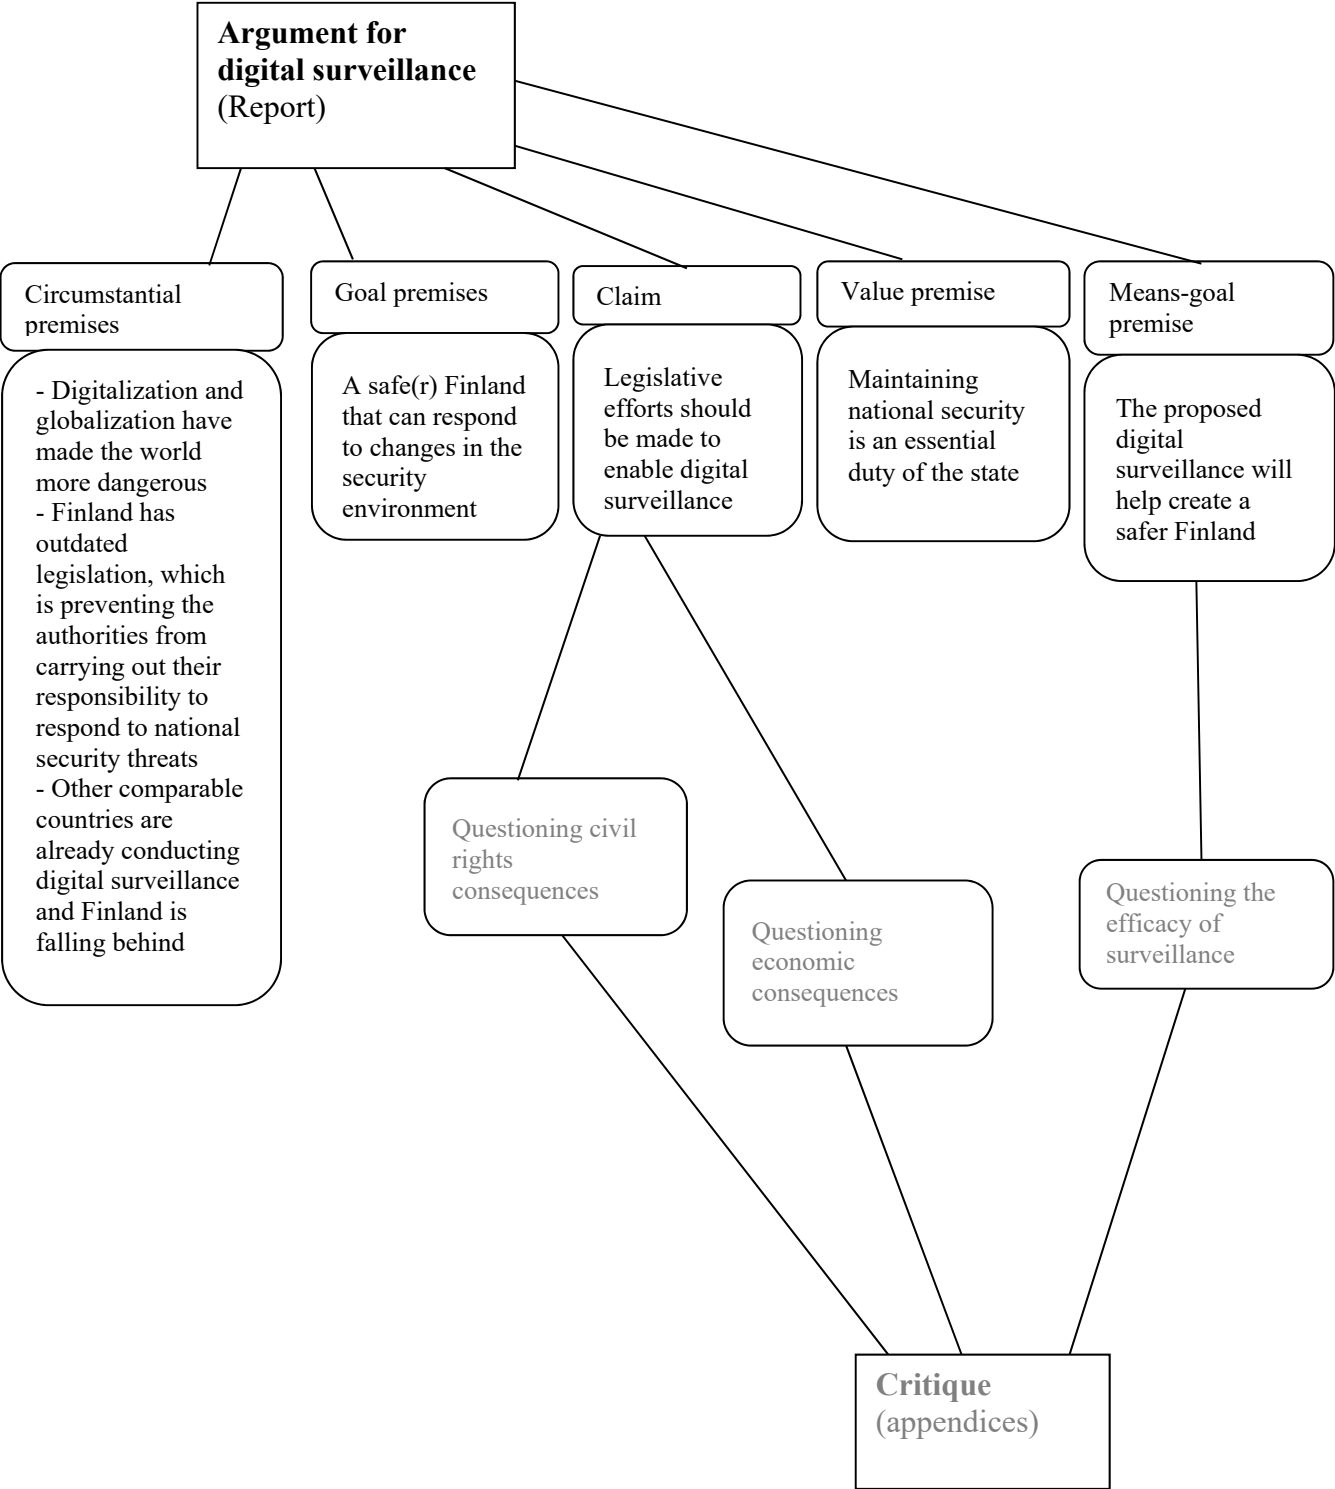 Argument for
digital surveillance
(Report)
Circumstantial
premises
- Digitalization and
globalization have
made the world
more dangerous
- Finland has
outdated
legislation, which
is preventing the
authorities from
carrying out their
responsibility to
respond to national
security threats
- Other comparable
countries are
already conducting
digital surveillance
and Finland is
falling behind
Goal premises
A safe(r) Finland
that can respond
to changes in the
security
environment
Claim
Legislative
efforts should
be made to
enable digital
surveillance
Value premise
Maintaining
national security
is an essential
duty of the state
Means-goal
premise
The proposed
digital
surveillance will
help create a
safer Finland
Questioning civil
rights
consequences
Questioning
economic
consequences
Questioning the
efficacy of
surveillance
Critique
(appendices)